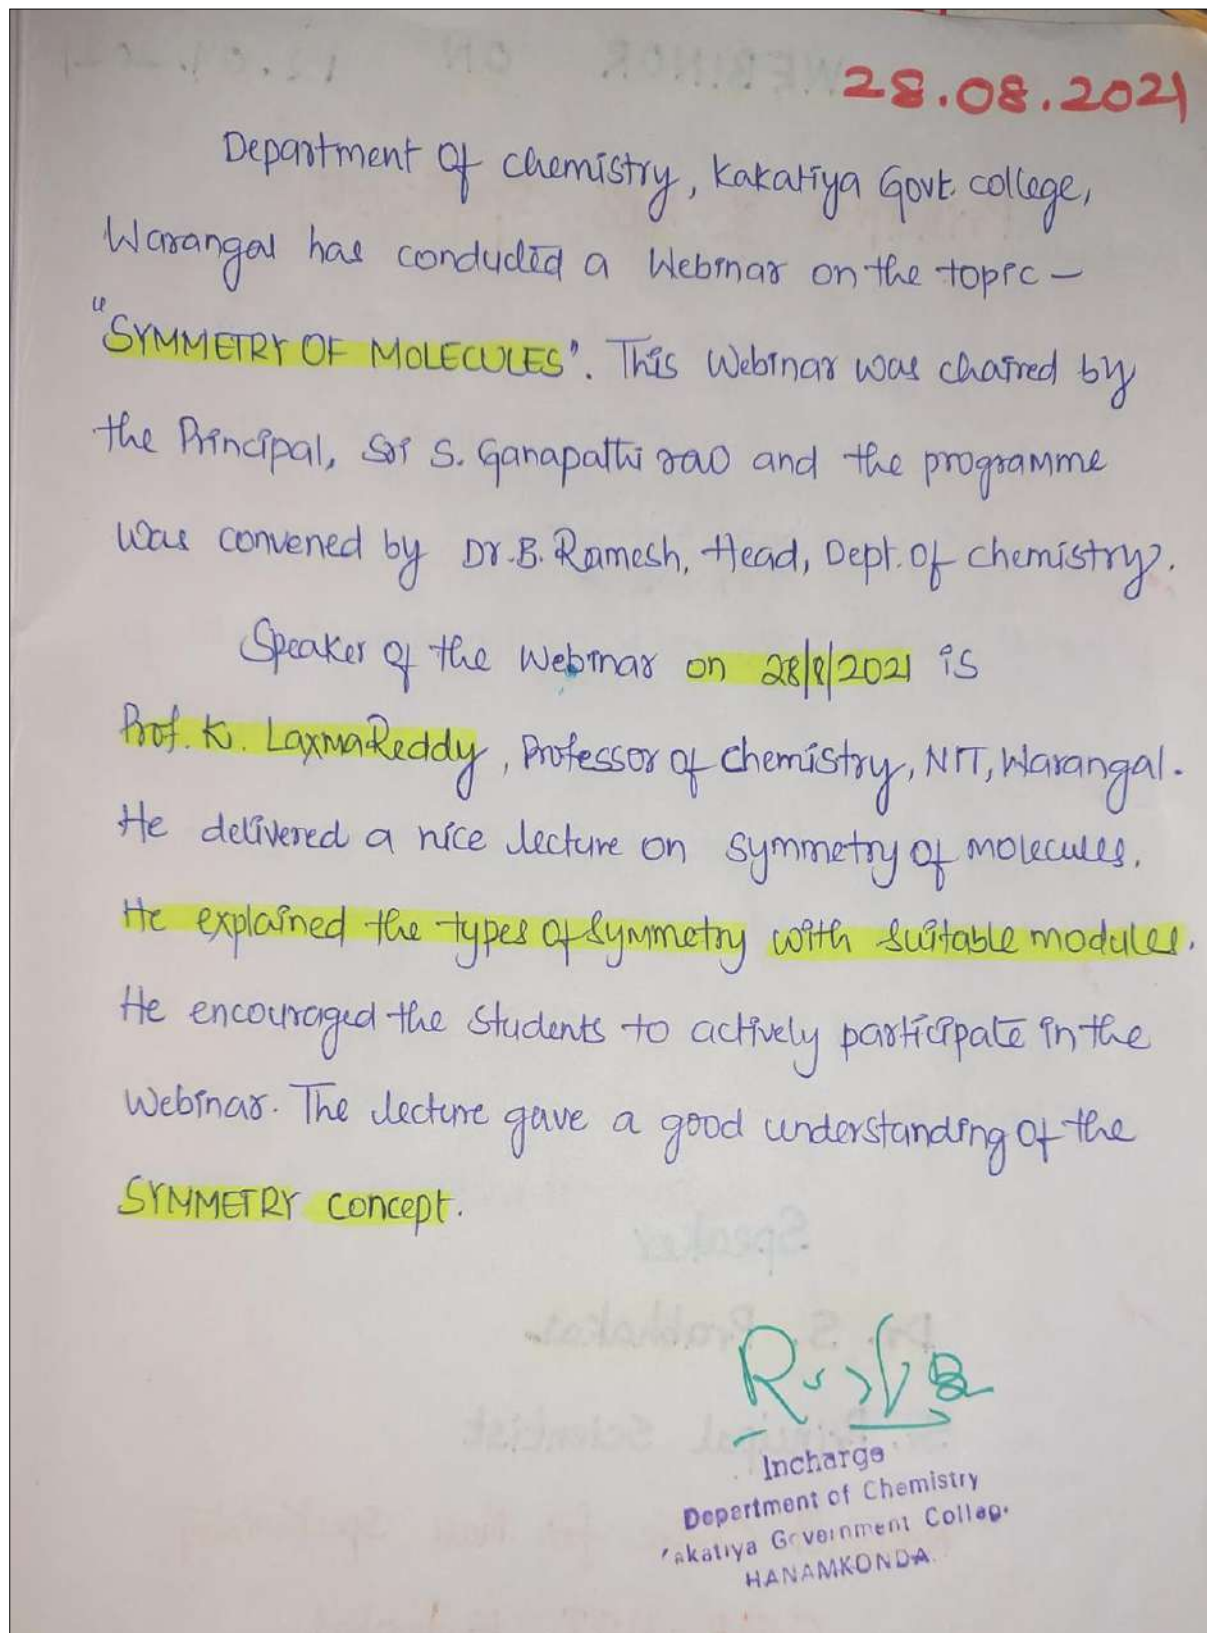 28.08.2021
Department of chemistry, Kakatiya Govt. college,
Warangal has conducted a Webinar on the topic –
"SYMMETRY OF MOLECULES". This Webinar was chaired by
the Principal, Sri S. Ganapathi rao and the programme
was convened by Dr. B. Ramesh, Head, Dept. of chemistry.
Speaker of the Webinar on 28/8/2021 is
Prof. K. LaxmaReddy, Professor of chemistry, NIT, Warangal.
He delivered a nice lecture on symmetry of molecules.
He explained the types of symmetry with suitable modules.
He encouraged the students to actively participate in the
Webinar. The lecture gave a good understanding of the
SYMMETRY concept.
Incharge
Department of Chemistry
Kakatiya Government College
HANAMKONDA.